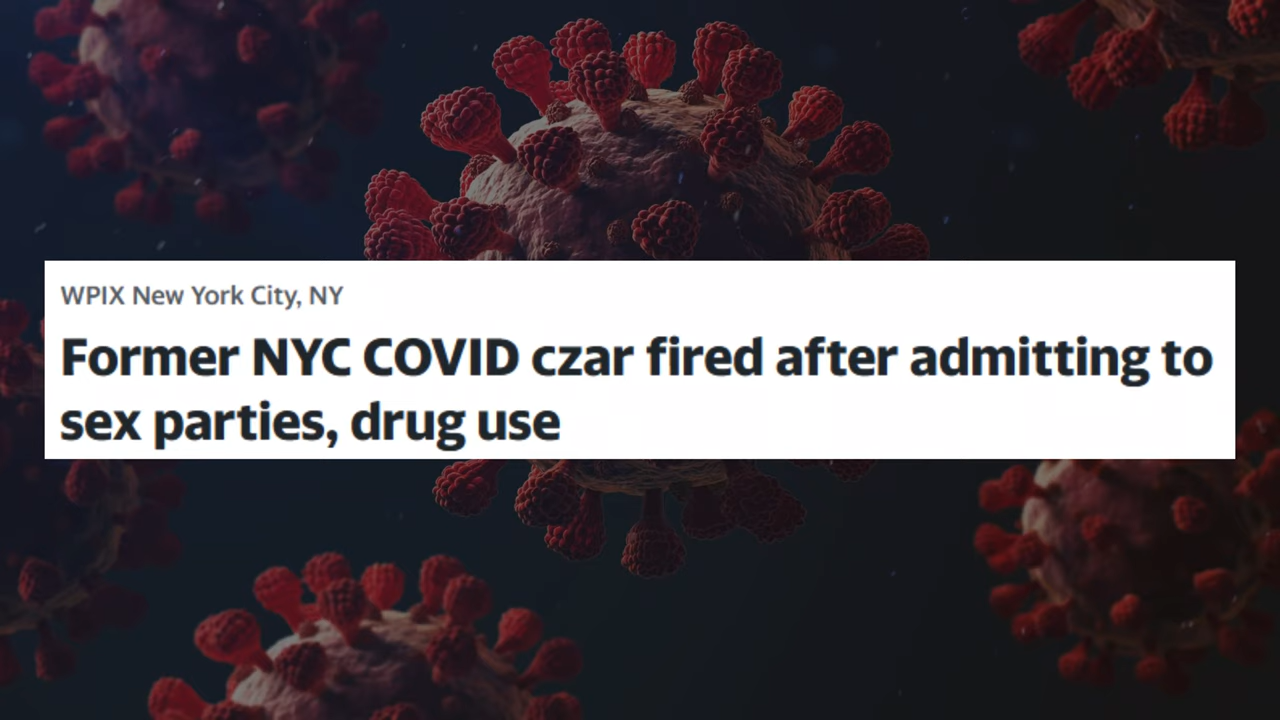 WPIX New York City, NY
Former NYC COVID czar fired after admitting to
sex parties, drug use